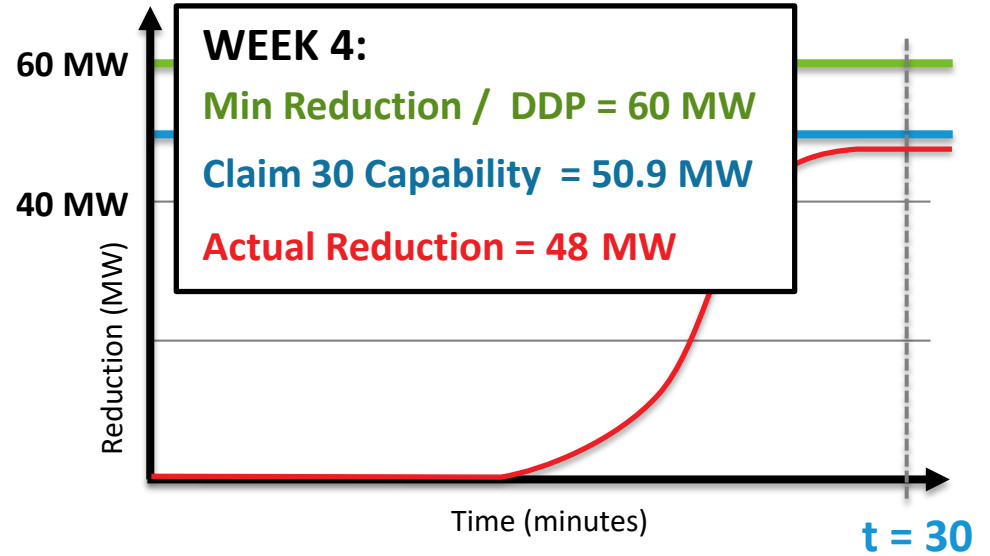 60 MW
40 MW
Reduction (MW)
WEEK 4:
Min Reduction / DDP = 60 MW
Claim 30 Capability = 50.9 MW
Actual Reduction = 48 MW
Time (minutes)
t = 30